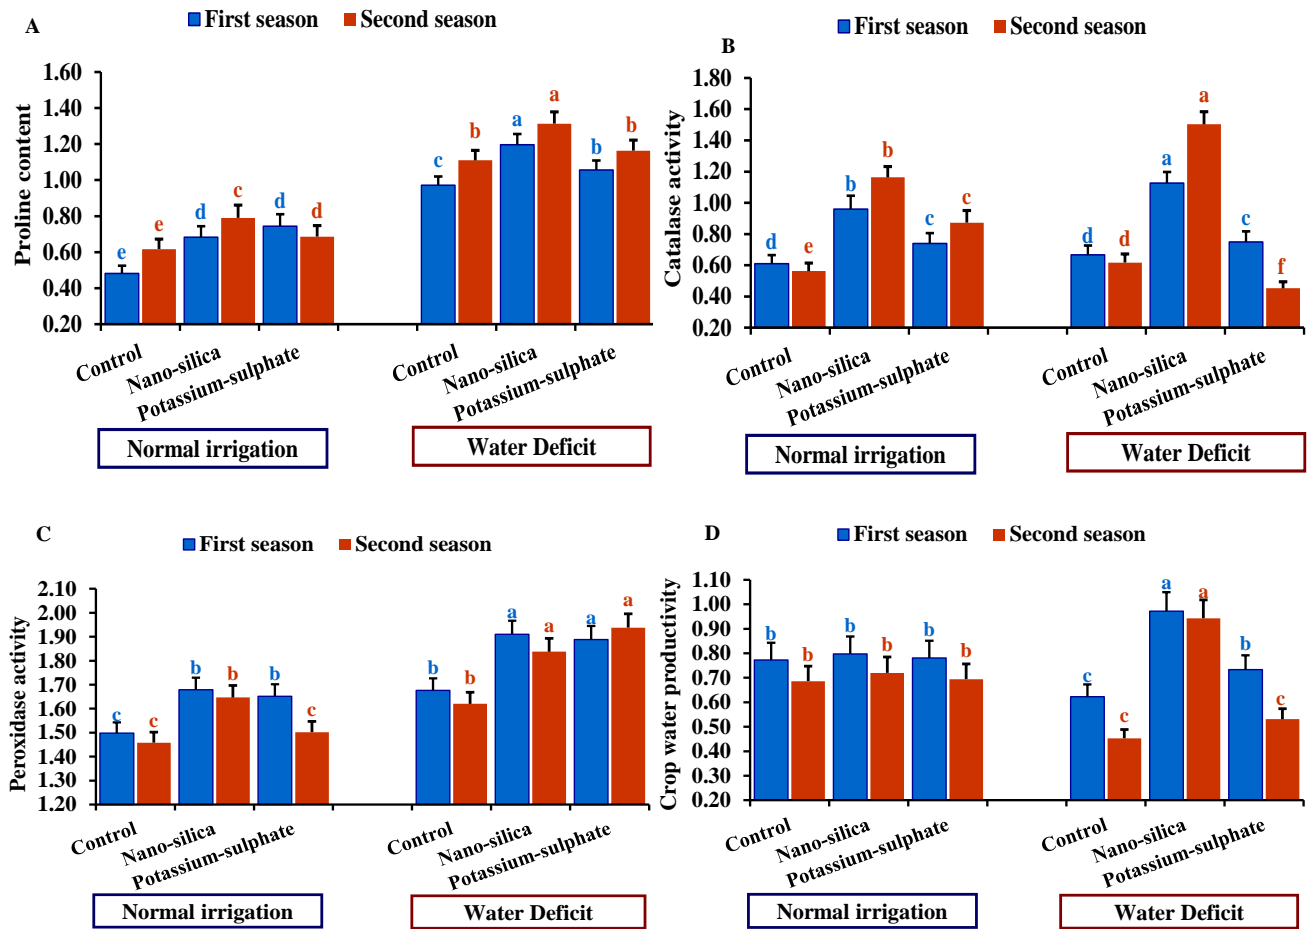 A
First season Second season
Proline content
1.60
1.40
1.20
1.00
0.80
0.60
0.40
0.20
e e d c d d c b a a b b
Control Nano-silica Potassium-sulphate Control Nano-silica Potassium-sulphate
Normal irrigation Water Deficit
B
First season Second season
Catalase activity
1.80
1.60
1.40
1.20
1.00
0.80
0.60
0.40
0.20
d e b b c c d d a a c f
Control Nano-silica Potassium-sulphate Control Nano-silica Potassium-sulphate
Normal irrigation Water Deficit
C
First season Second season
Peroxidase activity
2.10
2.00
1.90
1.80
1.70
1.60
1.50
1.40
1.30
1.20
c c b b b c b b a a a a
Control Nano-silica Potassium-sulphate Control Nano-silica Potassium-sulphate
Normal irrigation Water Deficit
D
First season Second season
Crop water productivity
1.10
1.00
0.90
0.80
0.70
0.60
0.50
0.40
0.30
0.20
b b b b b b c c a a b c
Control Nano-silica Potassium-sulphate Control Nano-silica Potassium-sulphate
Normal irrigation Water Deficit